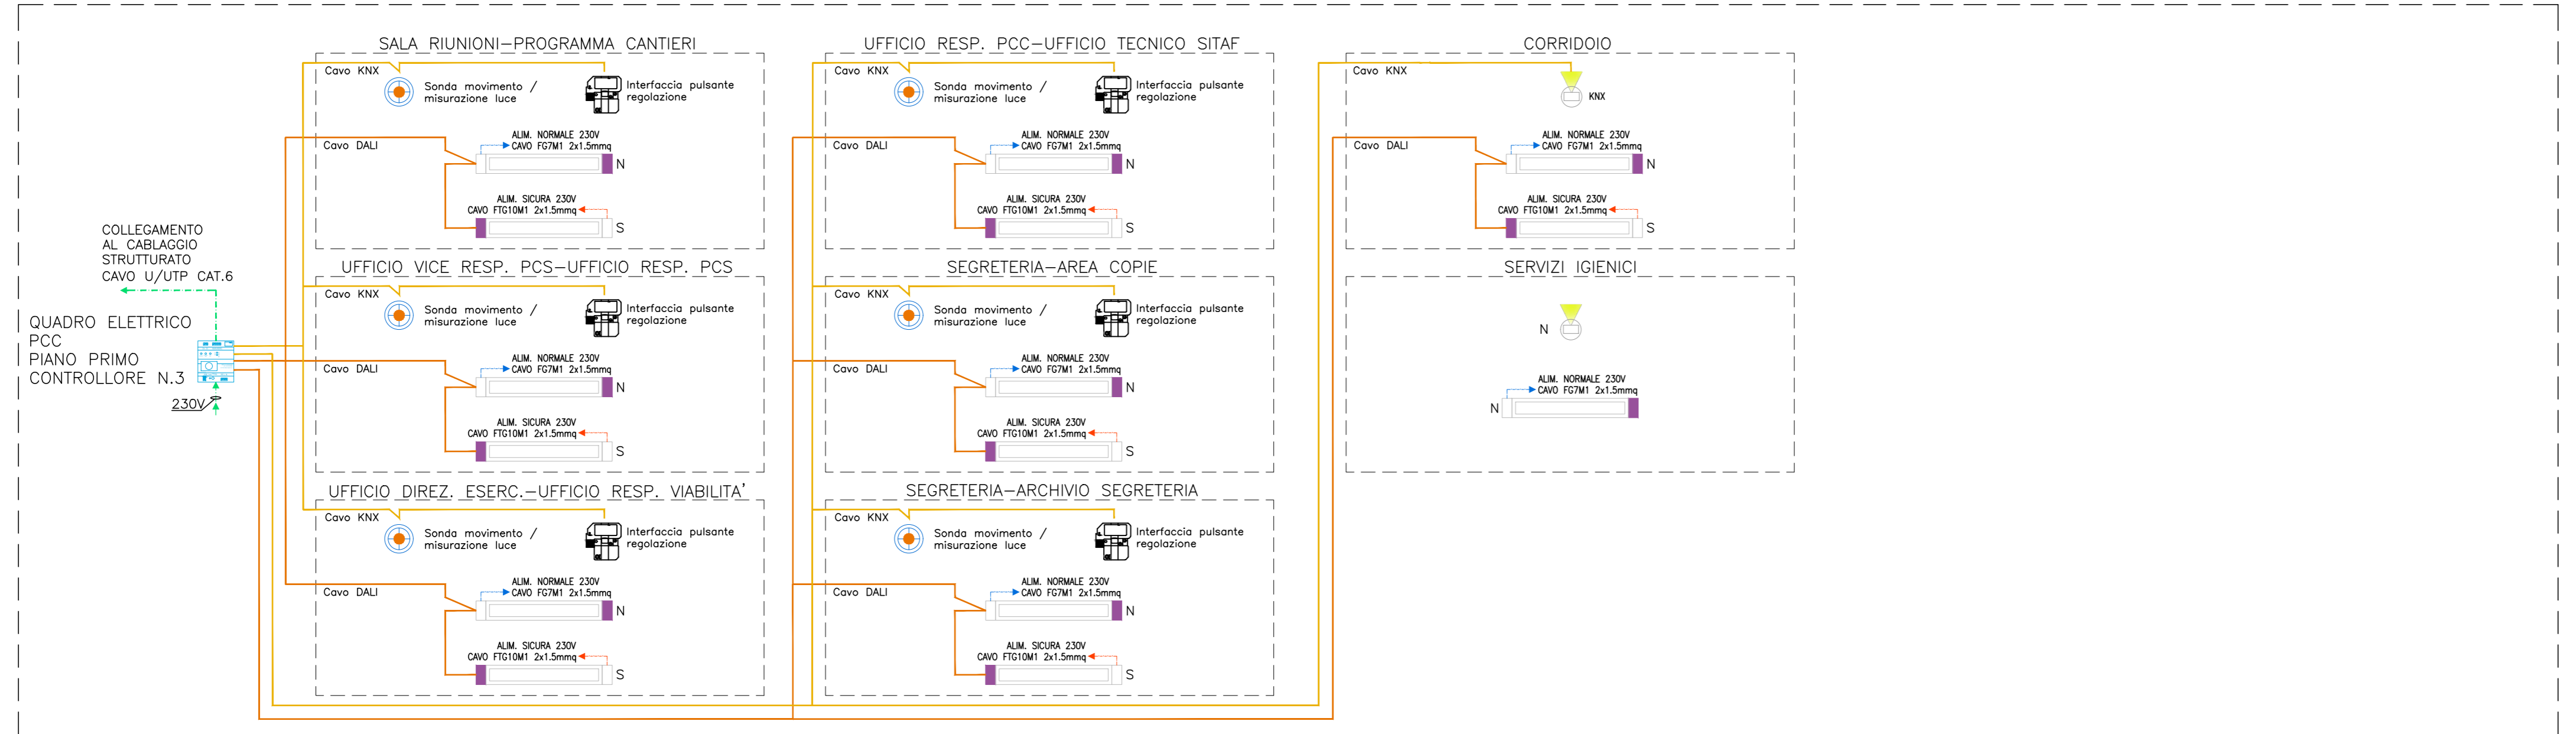 COLLEGAMENTO
AL CABLAGGIO
STRUTTURATO
CAVO U/UTP CAT.6
QUADRO ELETTRICO
PCC
PIANO PRIMO
CONTROLLORE N.3
230V
SALA RIUNIONI-PROGRAMMA CANTIERI
Cavo KNX
Sonda movimento /
misurazione luce
Interfaccia pulsante
regolazione
Cavo DALI
ALIM. NORMALE 230V
CAVO FG7M1 2x1.5mmq
N
ALIM. SICURA 230V
CAVO FTG10M1 2x1.5mmq
S
UFFICIO VICE RESP. PCS-UFFICIO RESP. PCS
Cavo KNX
Sonda movimento /
misurazione luce
Interfaccia pulsante
regolazione
Cavo DALI
ALIM. NORMALE 230V
CAVO FG7M1 2x1.5mmq
N
ALIM. SICURA 230V
CAVO FTG10M1 2x1.5mmq
S
UFFICIO DIREZ. ESERC.-UFFICIO RESP. VIABILITA'
Cavo KNX
Sonda movimento /
misurazione luce
Interfaccia pulsante
regolazione
Cavo DALI
ALIM. NORMALE 230V
CAVO FG7M1 2x1.5mmq
N
ALIM. SICURA 230V
CAVO FTG10M1 2x1.5mmq
S
UFFICIO RESP. PCC-UFFICIO TECNICO SITAF
Cavo KNX
Sonda movimento /
misurazione luce
Interfaccia pulsante
regolazione
Cavo DALI
ALIM. NORMALE 230V
CAVO FG7M1 2x1.5mmq
N
ALIM. SICURA 230V
CAVO FTG10M1 2x1.5mmq
S
SEGRETERIA-AREA COPIE
Cavo KNX
Sonda movimento /
misurazione luce
Interfaccia pulsante
regolazione
Cavo DALI
ALIM. NORMALE 230V
CAVO FG7M1 2x1.5mmq
N
ALIM. SICURA 230V
CAVO FTG10M1 2x1.5mmq
S
SEGRETERIA-ARCHIVIO SEGRETERIA
Cavo KNX
Sonda movimento /
misurazione luce
Interfaccia pulsante
regolazione
Cavo DALI
ALIM. NORMALE 230V
CAVO FG7M1 2x1.5mmq
N
ALIM. SICURA 230V
CAVO FTG10M1 2x1.5mmq
S
CORRIDOIO
Cavo KNX
KNX
Cavo DALI
ALIM. NORMALE 230V
CAVO FG7M1 2x1.5mmq
N
ALIM. SICURA 230V
CAVO FTG10M1 2x1.5mmq
S
SERVIZI IGIENICI
N
ALIM. NORMALE 230V
CAVO FG7M1 2x1.5mmq
N